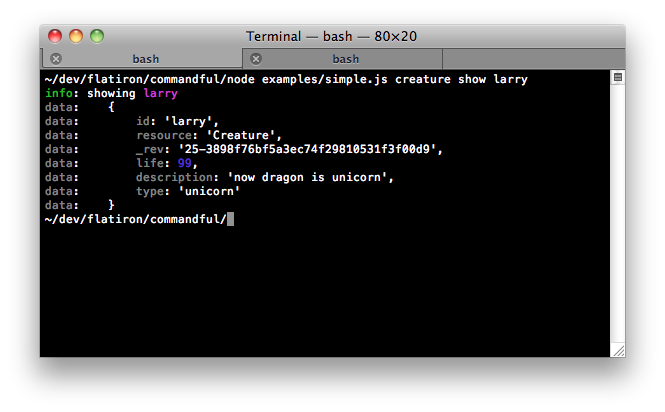 Terminal — bash — 80×20
bash bash
~/dev/flatiron/commandful/node examples/simple.js creature show larry
info: showing larry
data:    {
data:        id: 'larry',
data:        resource: 'Creature',
data:        _rev: '25-3898f76bf5a3ec74f29810531f3f00d9',
data:        life: 99,
data:        description: 'now dragon is unicorn',
data:        type: 'unicorn'
data:    }
~/dev/flatiron/commandful/